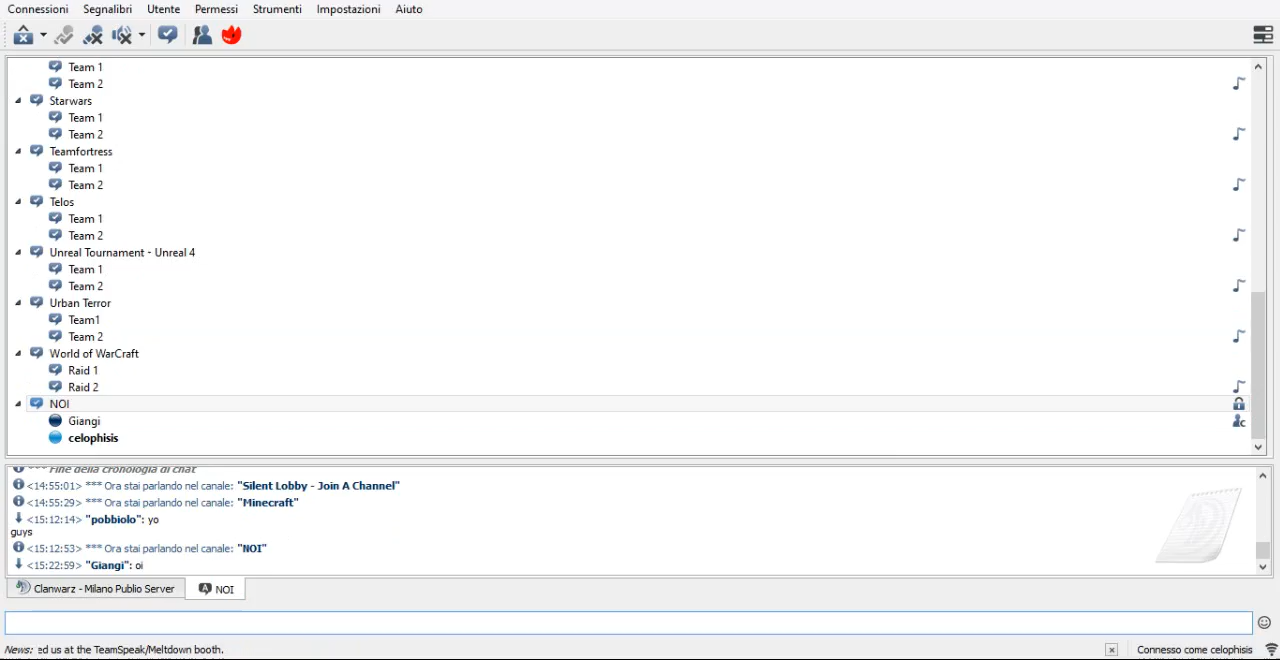 Connessioni Segnalibri Utente Permessi Strumenti Impostazioni Aiuto
Team 1
Team 2
Starwars
Team 1
Team 2
Teamfortress
Team 1
Team 2
Telos
Team 1
Team 2
Unreal Tournament - Unreal 4
Team 1
Team 2
Urban Terror
Team1
Team 2
World of WarCraft
Raid 1
Raid 2
NOI
Giangi
celophisis
*** Fine della cronologia di chat
<14:55:01> *** Ora stai parlando nel canale: "Silent Lobby - Join A Channel"
<14:55:29> *** Ora stai parlando nel canale: "Minecraft"
<15:12:14> "pobbiolo": yo
guys
<15:12:53> *** Ora stai parlando nel canale: "NOI"
<15:22:59> "Giangi": oi
Clanwarz - Milano Publio Server NOI
News: ed us at the TeamSpeak/Meltdown booth. Connesso come celophisis